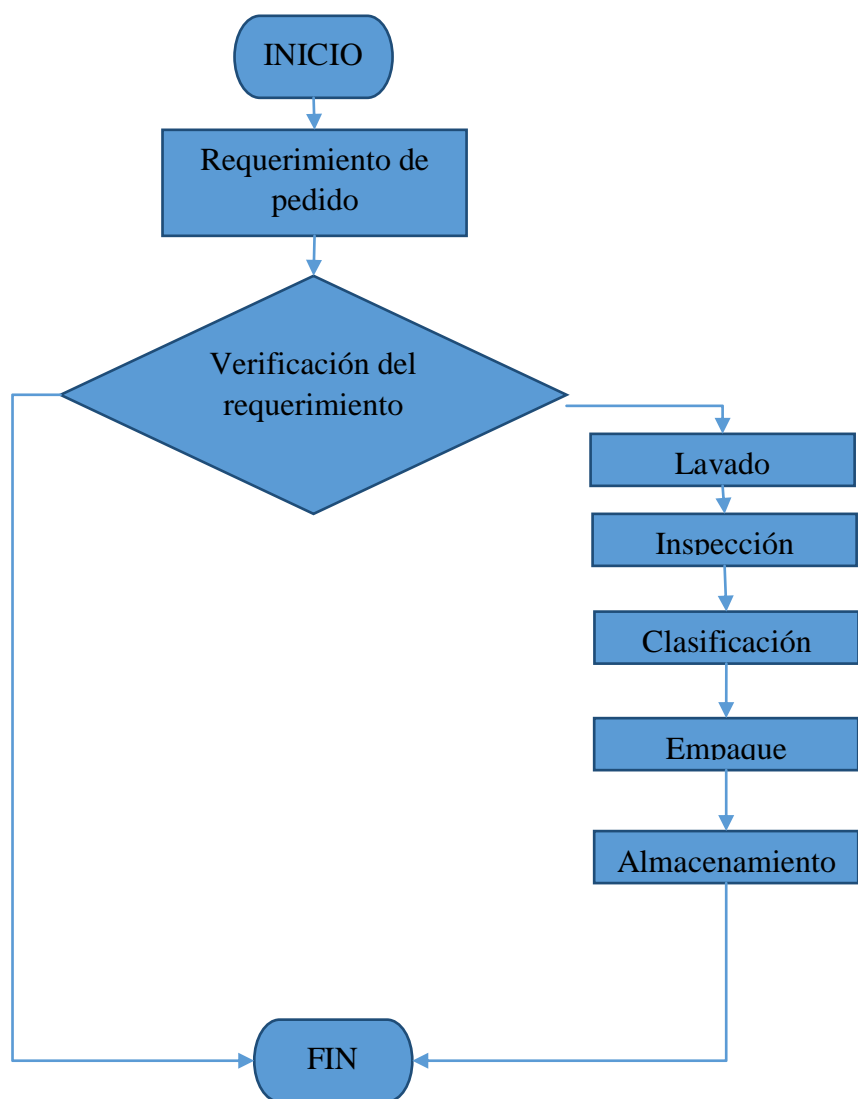 INICIO
Requerimiento de
pedido
Verificación del
requerimiento
Lavado
Inspección
Clasificación
Empaque
Almacenamiento
FIN